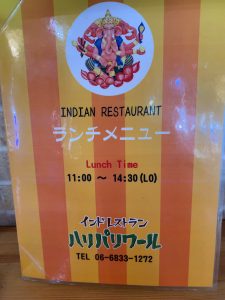 INDIAN RESTAURANT
ランチメニュー
Lunch Time
11:00 ～ 14:30(LO)
インドレストラン
ハリパリワール
TEL 06-6833-1272